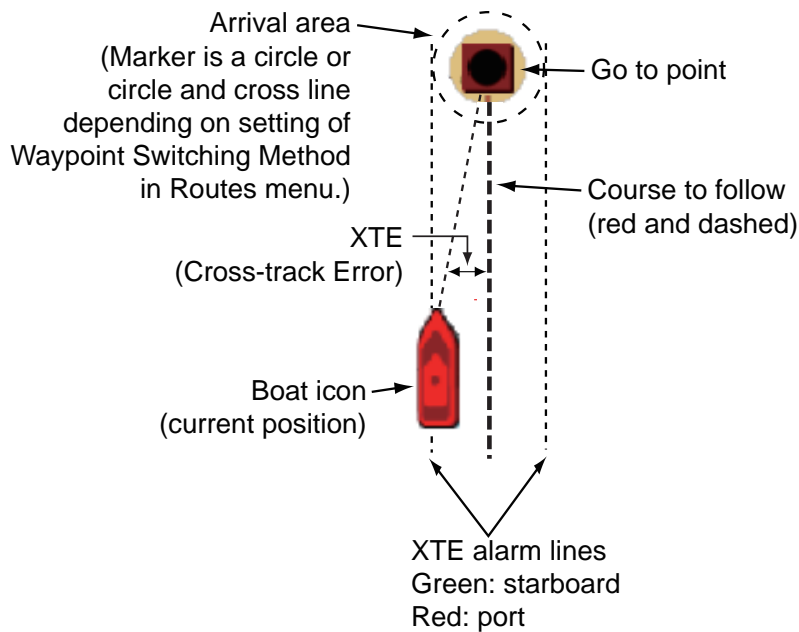 Arrival area
(Marker is a circle or
circle and cross line
depending on setting of
Waypoint Switching Method
in Routes menu.)
Go to point
Course to follow
(red and dashed)
XTE
(Cross-track Error)
Boat icon
(current position)
XTE alarm lines
Green: starboard
Red: port